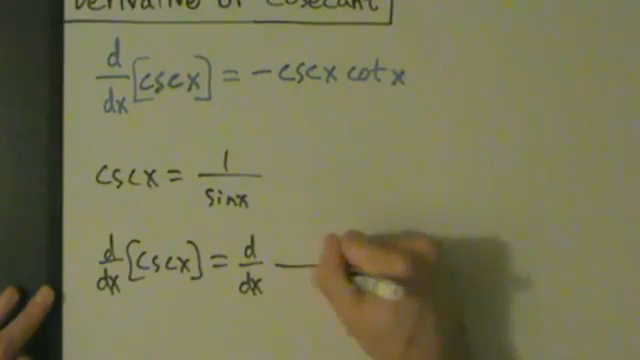 Derivative of Cosecant
d/dx [cscx] = -cscx cotx
cscx = 1/sinx
d/dx [cscx] = d/dx